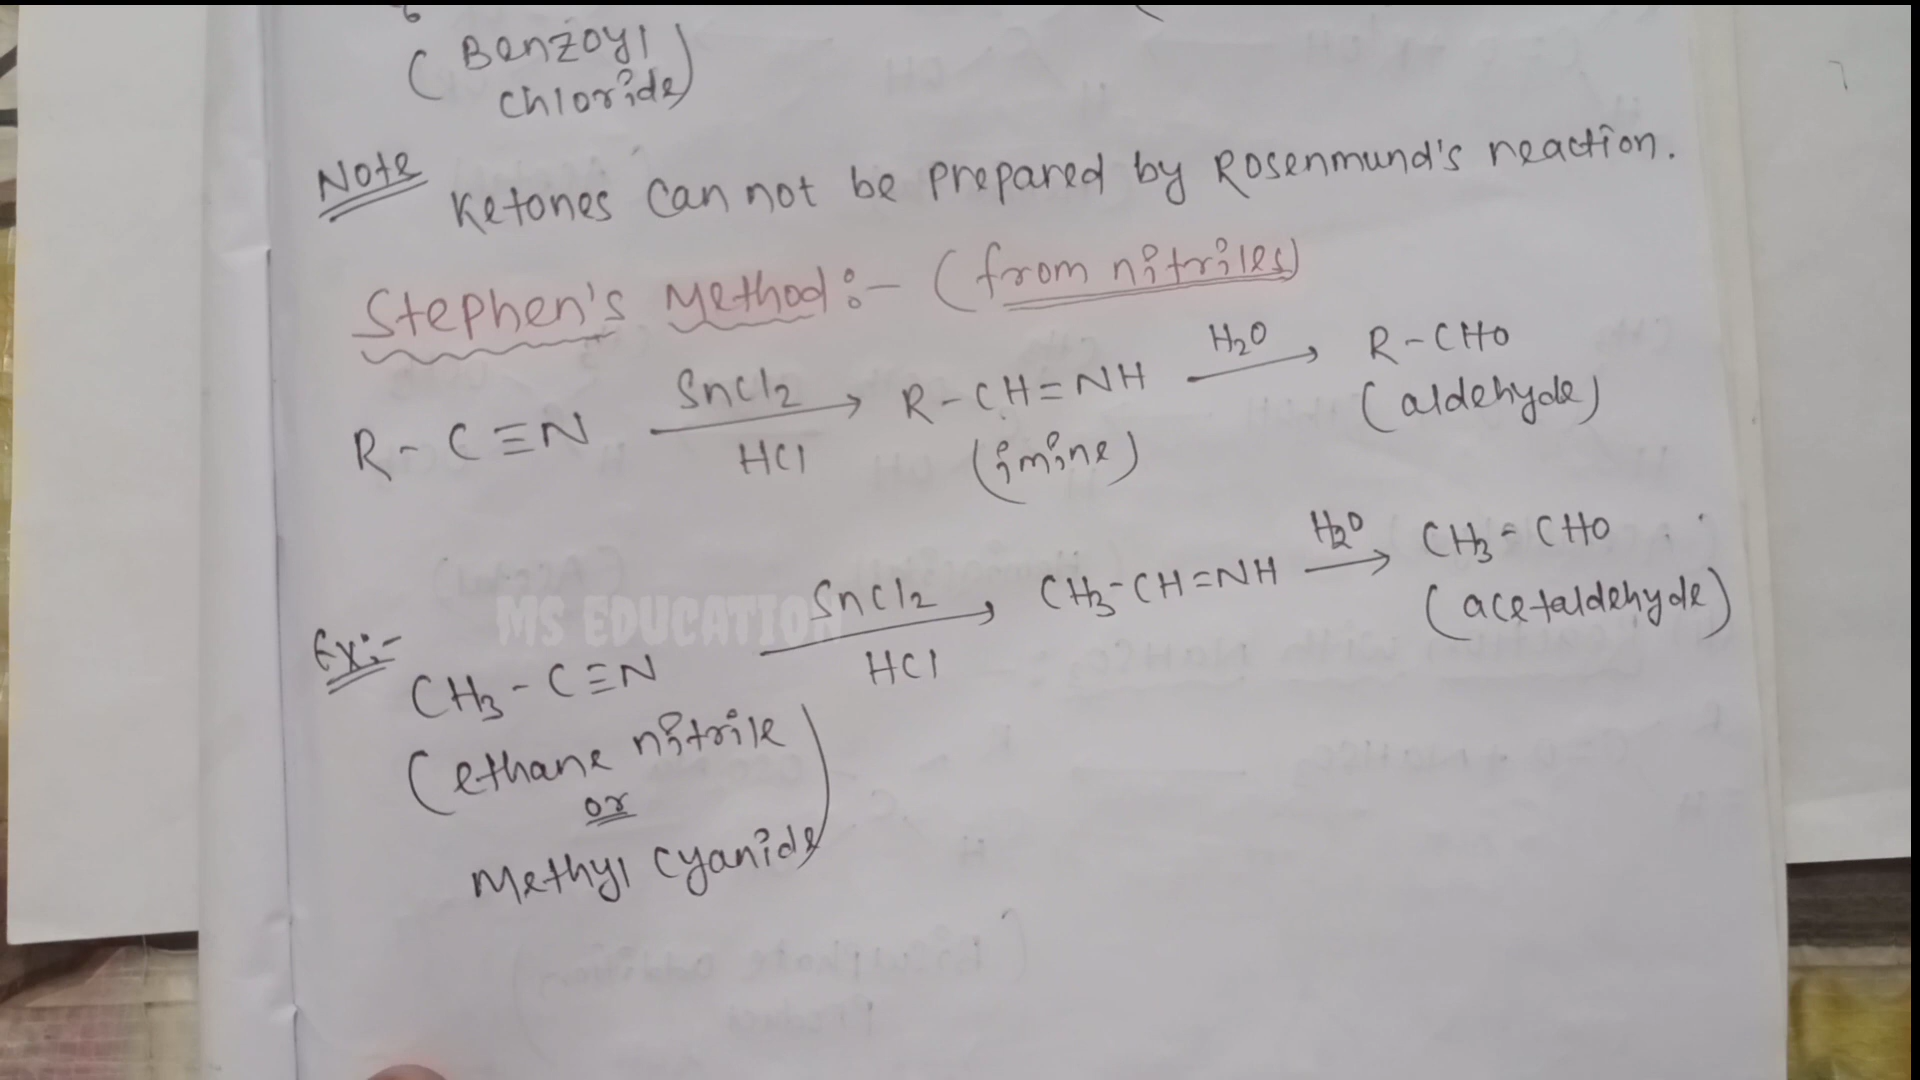 (Benzoyl
chloride)
Note
Ketones can not be prepared by Rosenmund's reaction.
Stephen's Method:- (from nitriles)
R-C≡N SnCl2 HCl → R-CH=NH (imine) H2O → R-CHO (aldehyde)
Ex:-
CH3-C≡N SnCl2 HCl → CH3-CH=NH H2O → CH3-CHO (acetaldehyde)
(ethane nitrile
or
Methyl cyanide)
MS EDUCATION